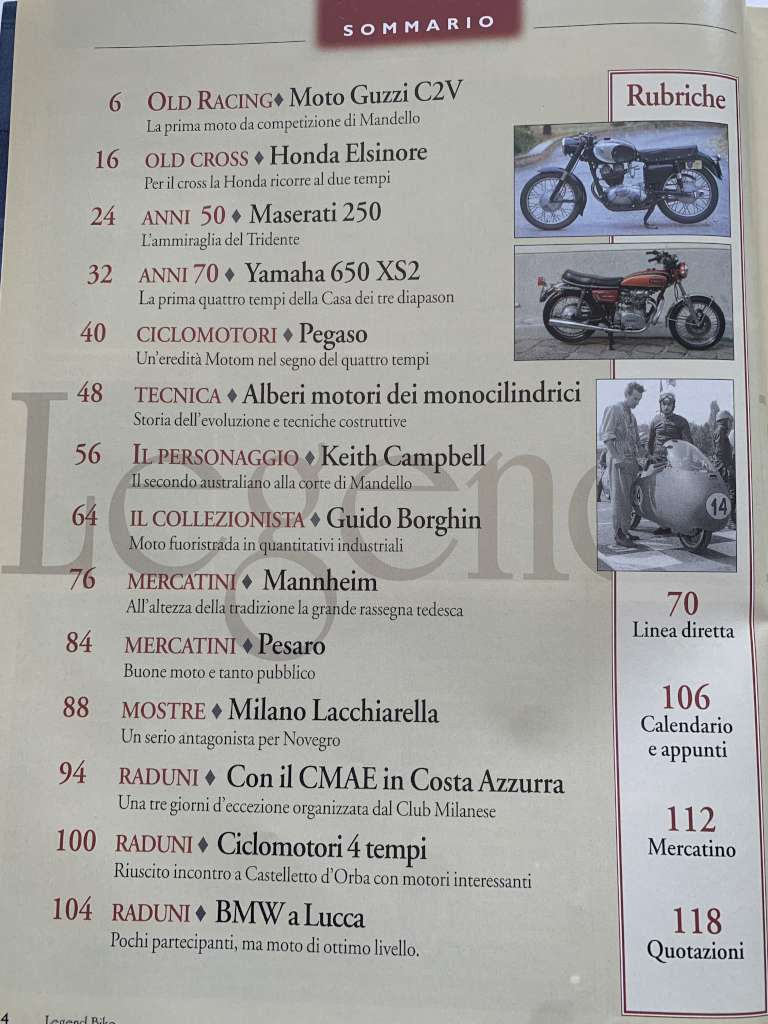 SOMMARIO
6 OLD RACING♦ Moto Guzzi C2V
La prima moto da competizione di Mandello
16 OLD CROSS ♦ Honda Elsinore
Per il cross la Honda ricorre al due tempi
24 ANNI 50 ♦ Maserati 250
L'ammiraglia del Tridente
32 ANNI 70 ♦ Yamaha 650 XS2
La prima quattro tempi della Casa dei tre diapason
40 CICLOMOTORI ♦ Pegaso
Un'eredità Motom nel segno del quattro tempi
48 TECNICA ♦ Alberi motori dei monocilindrici
Storia dell'evoluzione e tecniche costruttive
56 IL PERSONAGGIO ♦ Keith Campbell
Il secondo australiano alla corte di Mandello
64 IL COLLEZIONISTA ♦ Guido Borghin
Moto fuoristrada in quantitativi industriali
76 MERCATINI ♦ Mannheim
All'altezza della tradizione la grande rassegna tedesca
84 MERCATINI ♦ Pesaro
Buone moto e tanto pubblico
88 MOSTRE ♦ Milano Lacchiarella
Un serio antagonista per Novegro
94 RADUNI ♦ Con il CMAE in Costa Azzurra
Una tre giorni d'eccezione organizzata dal Club Milanese
100 RADUNI ♦ Ciclomotori 4 tempi
Riuscito incontro a Castelletto d'Orba con motori interessanti
104 RADUNI ♦ BMW a Lucca
Pochi partecipanti, ma moto di ottimo livello.
Rubriche
14
70
Linea diretta
106
Calendario
e appunti
112
Mercatino
118
Quotazioni
Legend
4 Legend Bike